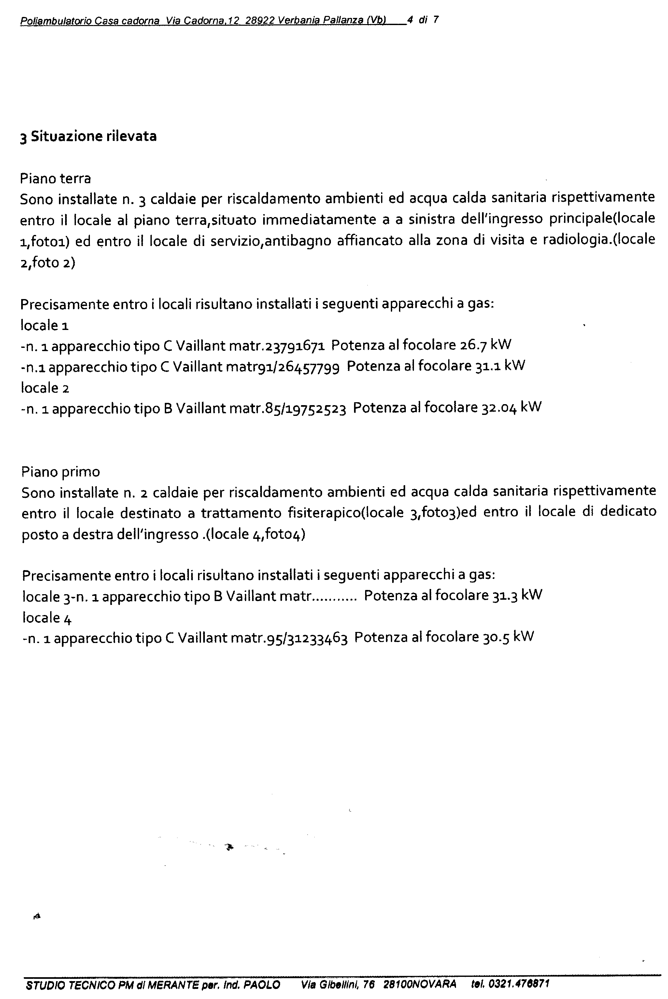 Poliambulatorio Casa cadorna Via Cadorna,12 28922 Verbania Pallanza (Vb) 4 di 7
3 Situazione rilevata
Piano terra
Sono installate n. 3 caldaie per riscaldamento ambienti ed acqua calda sanitaria rispettivamente
entro il locale al piano terra,situato immediatamente a a sinistra dell'ingresso principale(locale
1,foto1) ed entro il locale di servizio,antibagno affiancato alla zona di visita e radiologia.(locale
2,foto 2)
Precisamente entro i locali risultano installati i seguenti apparecchi a gas:
locale 1
-n. 1 apparecchio tipo C Vaillant matr.23791671 Potenza al focolare 26.7 kW
-n.1 apparecchio tipo C Vaillant matr91/26457799 Potenza al focolare 31.1 kW
locale 2
-n. 1 apparecchio tipo B Vaillant matr.85/19752523 Potenza al focolare 32.04 kW
Piano primo
Sono installate n. 2 caldaie per riscaldamento ambienti ed acqua calda sanitaria rispettivamente
entro il locale destinato a trattamento fisiterapico(locale 3,foto3)ed entro il locale di dedicato
posto a destra dell'ingresso .(locale 4,foto4)
Precisamente entro i locali risultano installati i seguenti apparecchi a gas:
locale 3-n. 1 apparecchio tipo B Vaillant matr........... Potenza al focolare 31.3 kW
locale 4
-n. 1 apparecchio tipo C Vaillant matr.95/31233463 Potenza al focolare 30.5 kW
STUDIO TECNICO PM di MERANTE per. ind. PAOLO Via Gibellini, 76 28100NOVARA tel. 0321.476871